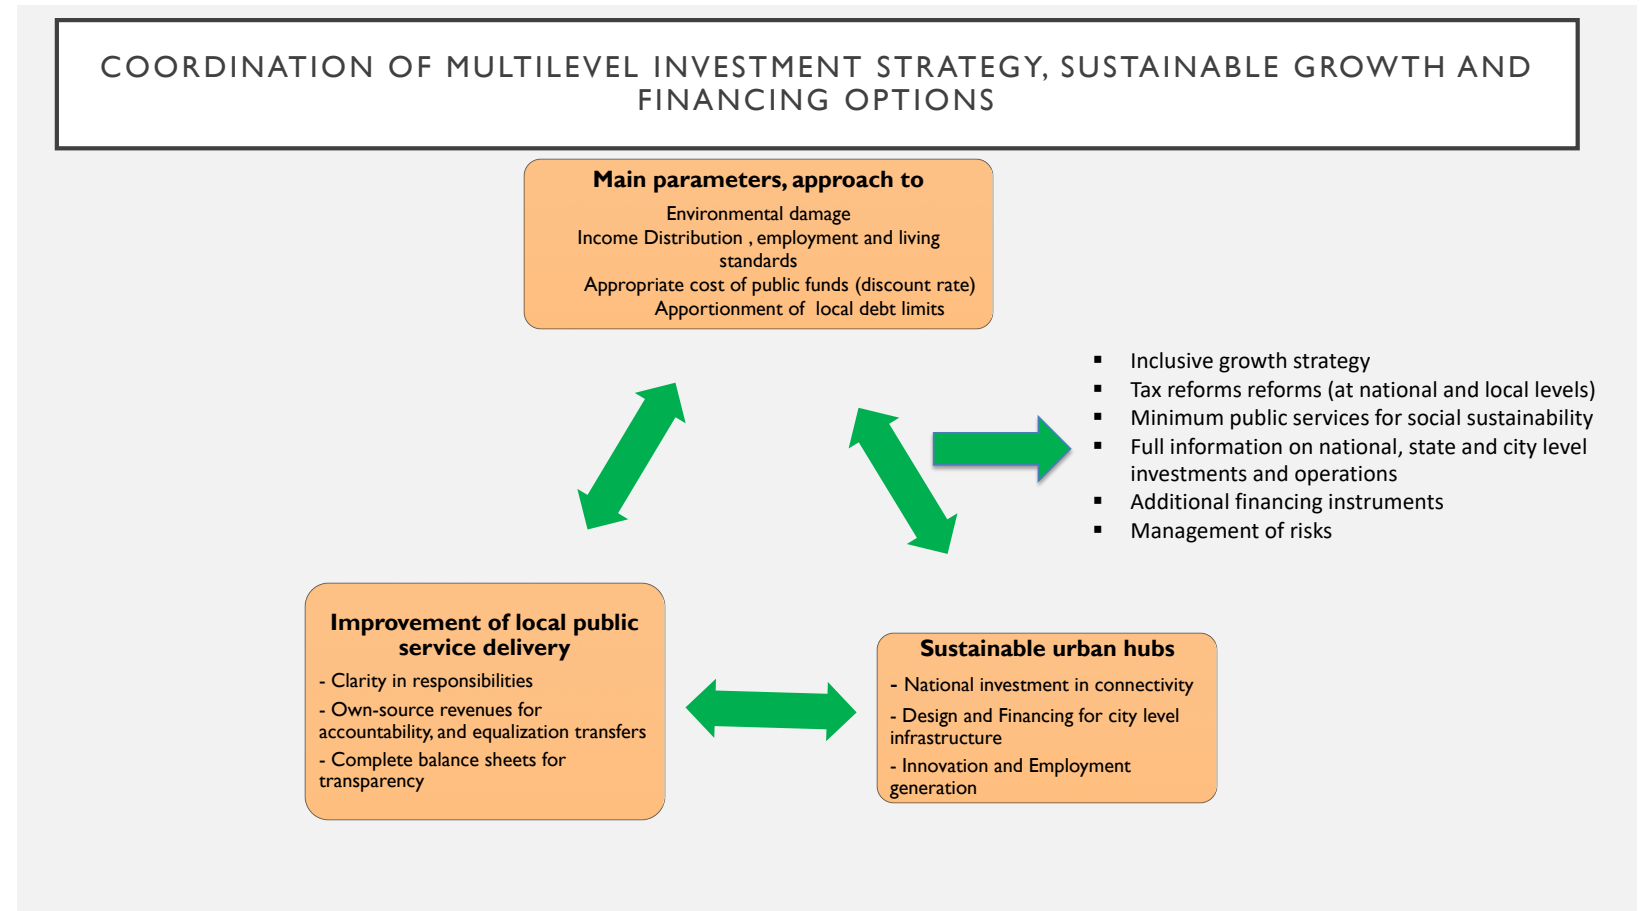 COORDINATION OF MULTILEVEL INVESTMENT STRATEGY, SUSTAINABLE GROWTH AND
FINANCING OPTIONS
Main parameters, approach to
Environmental damage
Income Distribution , employment and living
standards
Appropriate cost of public funds (discount rate)
Apportionment of local debt limits
▪ Inclusive growth strategy
▪ Tax reforms reforms (at national and local levels)
▪ Minimum public services for social sustainability
▪ Full information on national, state and city level
investments and operations
▪ Additional financing instruments
▪ Management of risks
Improvement of local public
service delivery
- Clarity in responsibilities
- Own-source revenues for
accountability, and equalization transfers
- Complete balance sheets for
transparency
Sustainable urban hubs
- National investment in connectivity
- Design and Financing for city level
infrastructure
- Innovation and Employment
generation